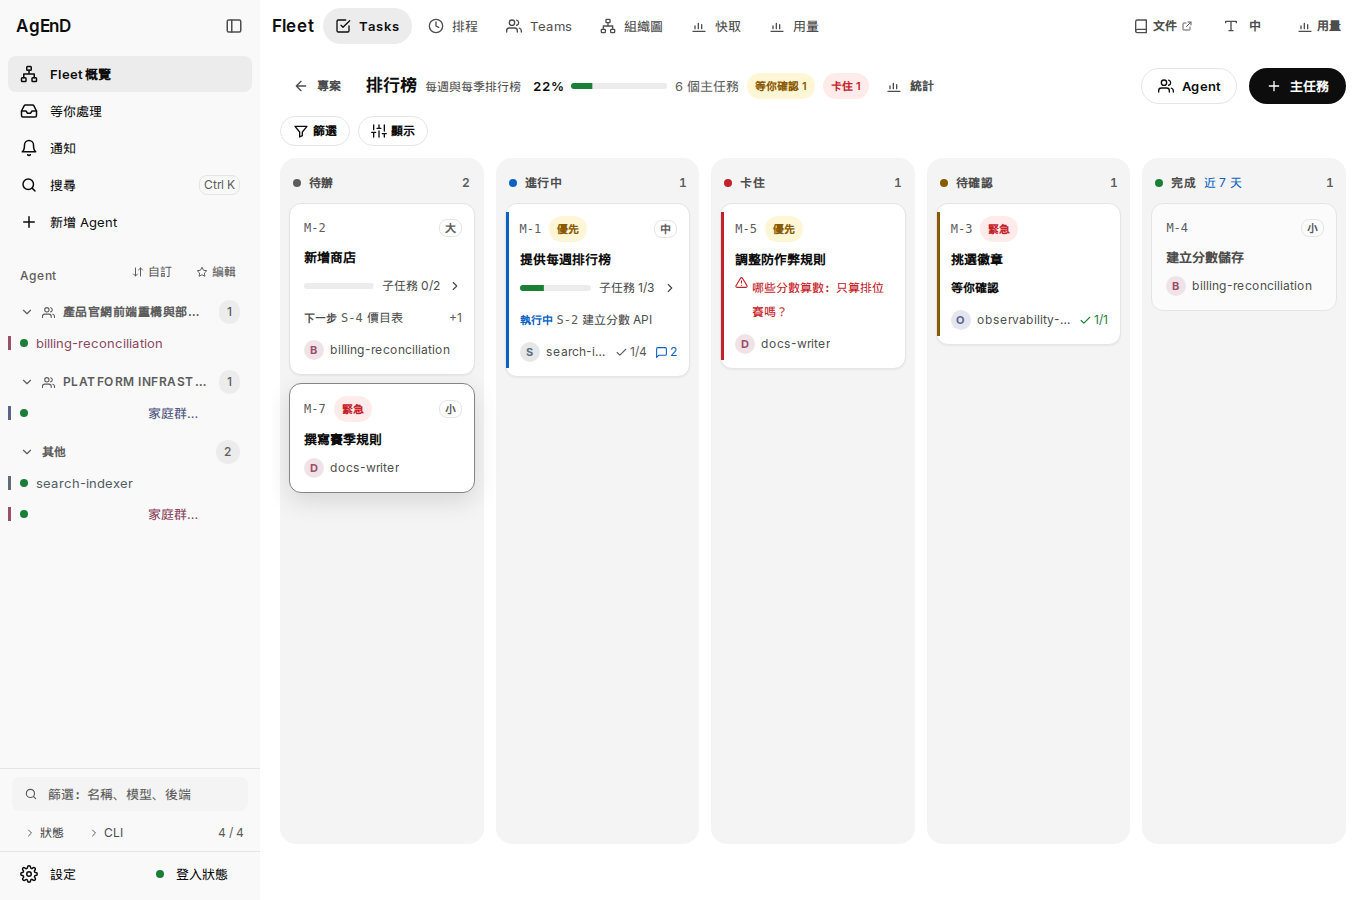 AgEnD
Fleet 概覽
等你處理
通知
搜尋 Ctrl K
新增 Agent
Agent 自訂 編輯
產品官網前端重構與部... 1
billing-reconciliation
PLATFORM INFRAST... 1
家庭群...
其他 2
search-indexer
家庭群...
篩選：名稱、模型、後端
狀態 CLI 4 / 4
設定 登入狀態
Fleet Tasks 排程 Teams 組織圖 快取 用量 文件 中 用量
專案 排行榜 每週與每季排行榜 22% 6 個主任務 等你確認 1 卡住 1 統計 Agent 主任務
篩選 顯示
待辦 2
M-2 大
新增商店
子任務 0/2
下一步 S-4 價目表 +1
B billing-reconciliation
M-7 緊急 小
撰寫賽季規則
D docs-writer
進行中 1
M-1 優先 中
提供每週排行榜
子任務 1/3
執行中 S-2 建立分數 API
S search-i... 1/4 2
卡住 1
M-5 優先
調整防作弊規則
哪些分數算數：只算排位
賽嗎？
D docs-writer
待確認 1
M-3 緊急
挑選徽章
等你確認
O observability-... 1/1
完成 近 7 天 1
M-4 小
建立分數儲存
B billing-reconciliation